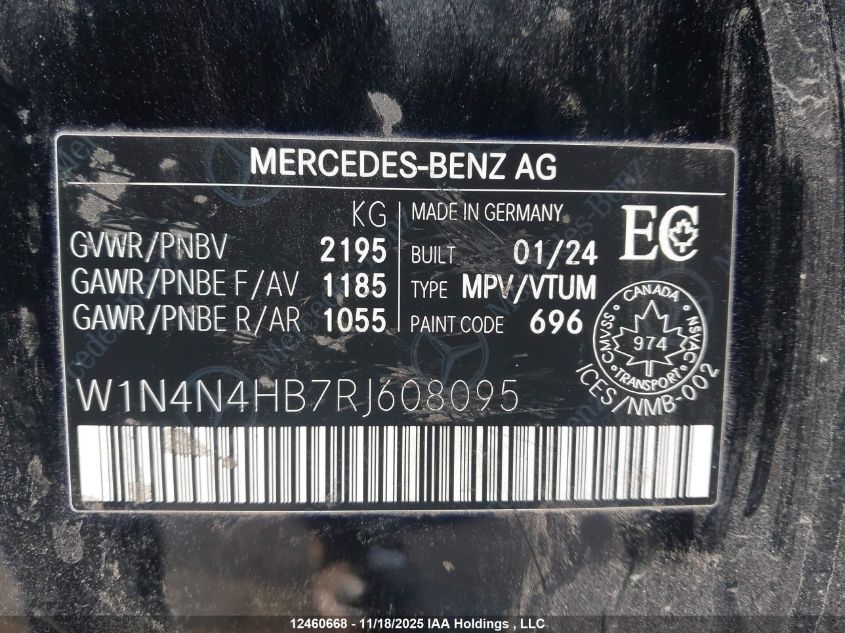 MERCEDES-BENZ AG
KG
GVWR/PNBV 2195
GAWR/PNBE F/AV 1185
GAWR/PNBE R/AR 1055
MADE IN GERMANY
BUILT 01/24
TYPE MPV/VTUM
PAINT CODE 696
EC
CANADA
CMVSS
NSVAC
974
TRANSPORT
ICES/NMB-002
W1N4N4HB7RJ608095
12460668 - 11/18/2025 IAA Holdings , LLC